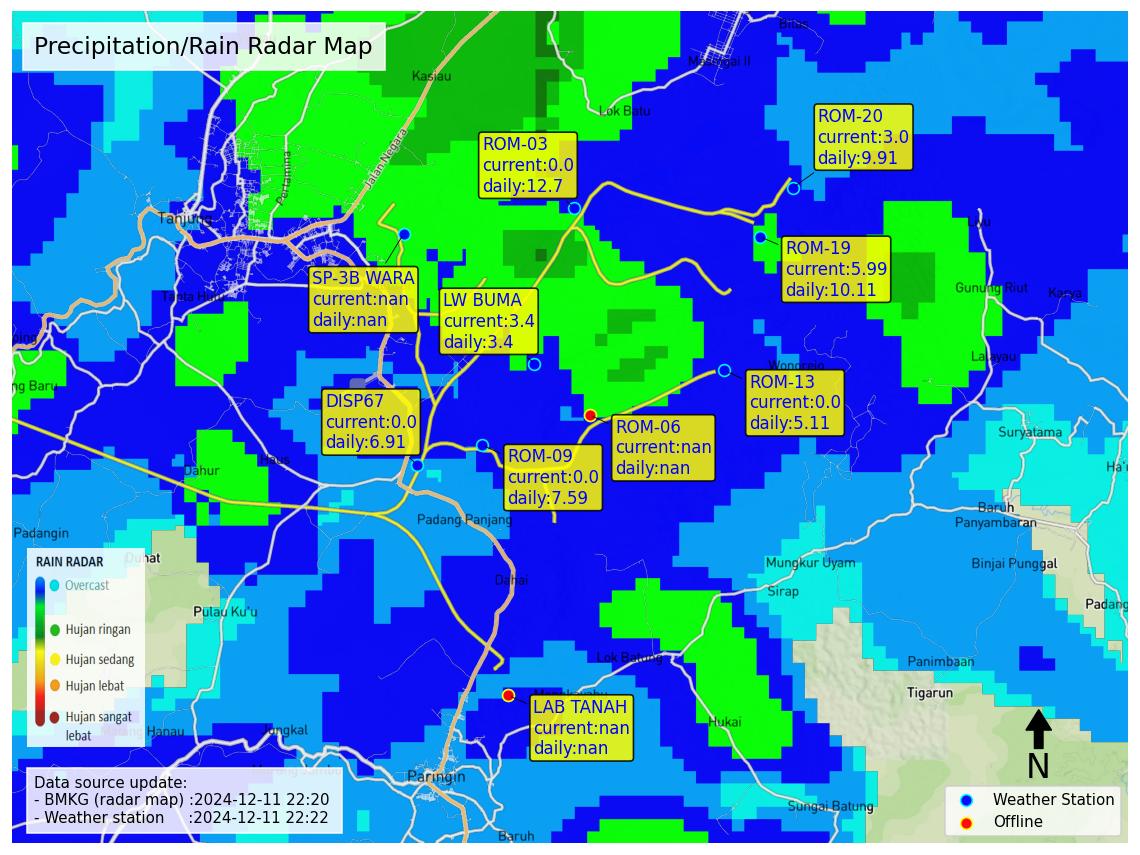 Precipitation/Rain Radar Map
Bilas
Masingai II
Kasiau
Lok Batu
ROM-20
current:3.0
daily:9.91
ROM-03
current:0.0
daily:12.7
Jalan Negara
Pertamina
Tanjung
Liyu
ROM-19
current:5.99
daily:10.11
SP-3B WARA
current:nan
daily:nan
LW BUMA
current:3.4
daily:3.4
Gunung Riut
Karya
Lalayau
ng Baru
ROM-13
current:0.0
daily:5.11
DISP67
current:0.0
daily:6.91
ROM-06
current:nan
daily:nan
Suryatama
ROM-09
current:0.0
daily:7.59
Haus
Dahur
Ha'u
Padangin
Padang Panjang
Baruh
Panyambaran
Mungkur Uyam
Binjai Punggal
Dahai
Sirap
Padang
Pulau Ku'u
RAIN RADAR
Overcast
Hujan ringan
Hujan sedang
Hujan lebat
Hujan sangat
lebat
Lok Batung
Panimbaan
Tigarun
LAB TANAH
current:nan
daily:nan
Hukai
Hanau
Jungkal
N
Paringin
Data source update:
- BMKG (radar map) :2024-12-11 22:20
- Weather station :2024-12-11 22:22
Sungai Batung
Weather Station
Offline
Baruh